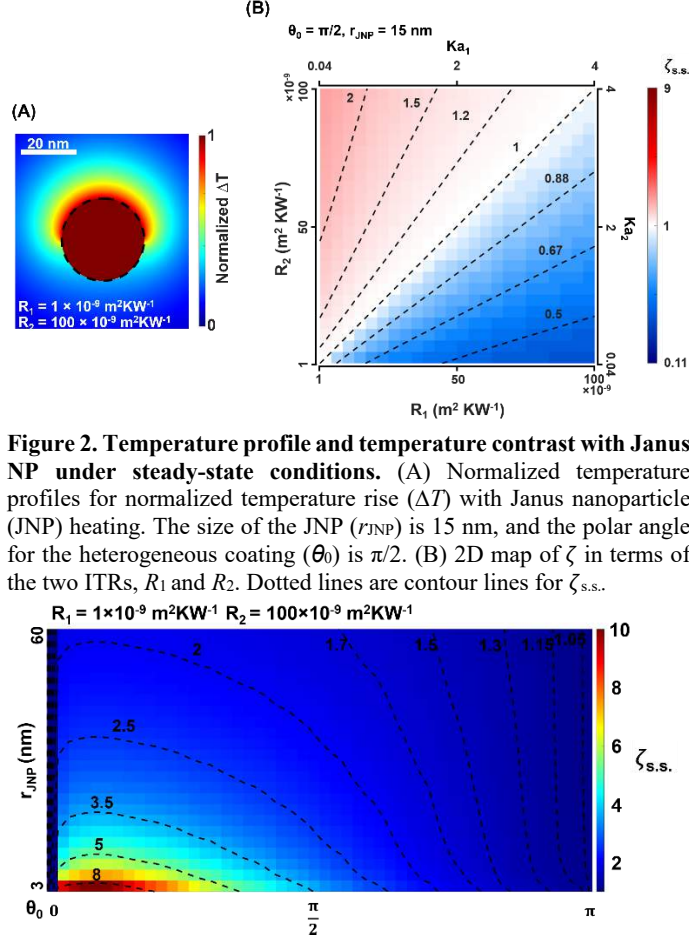 (A)
20 nm
R₁ = 1 × 10⁻⁹ m²KW⁻¹
R₂ = 100 × 10⁻⁹ m²KW⁻¹
1
Normalized ΔT
0
(B)
θ₀ = π/2, r_JNP = 15 nm
Ka₁
0.04 2 4
×10⁻⁹
100
50
1
R₂ (m² KW⁻¹)
2
1.5
1.2
1
0.88
0.67
0.5
4
2
0.04
Ka₂
1 50 100
×10⁻⁹
R₁ (m² KW⁻¹)
ζs.s.
9
1
0.11
Figure 2. Temperature profile and temperature contrast with Janus
NP under steady-state conditions. (A) Normalized temperature
profiles for normalized temperature rise (ΔT) with Janus nanoparticle
(JNP) heating. The size of the JNP (r_JNP) is 15 nm, and the polar angle
for the heterogeneous coating (θ₀) is π/2. (B) 2D map of ζ in terms of
the two ITRs, R₁ and R₂. Dotted lines are contour lines for ζs.s..
R₁ = 1×10⁻⁹ m²KW⁻¹ R₂ = 100×10⁻⁹ m²KW⁻¹
60
r_JNP (nm)
3
2
1.7
1.5
1.3
1.15
1.05
2.5
3.5
5
8
θ₀ 0 π/2 π
10
8
6
4
2
ζs.s.